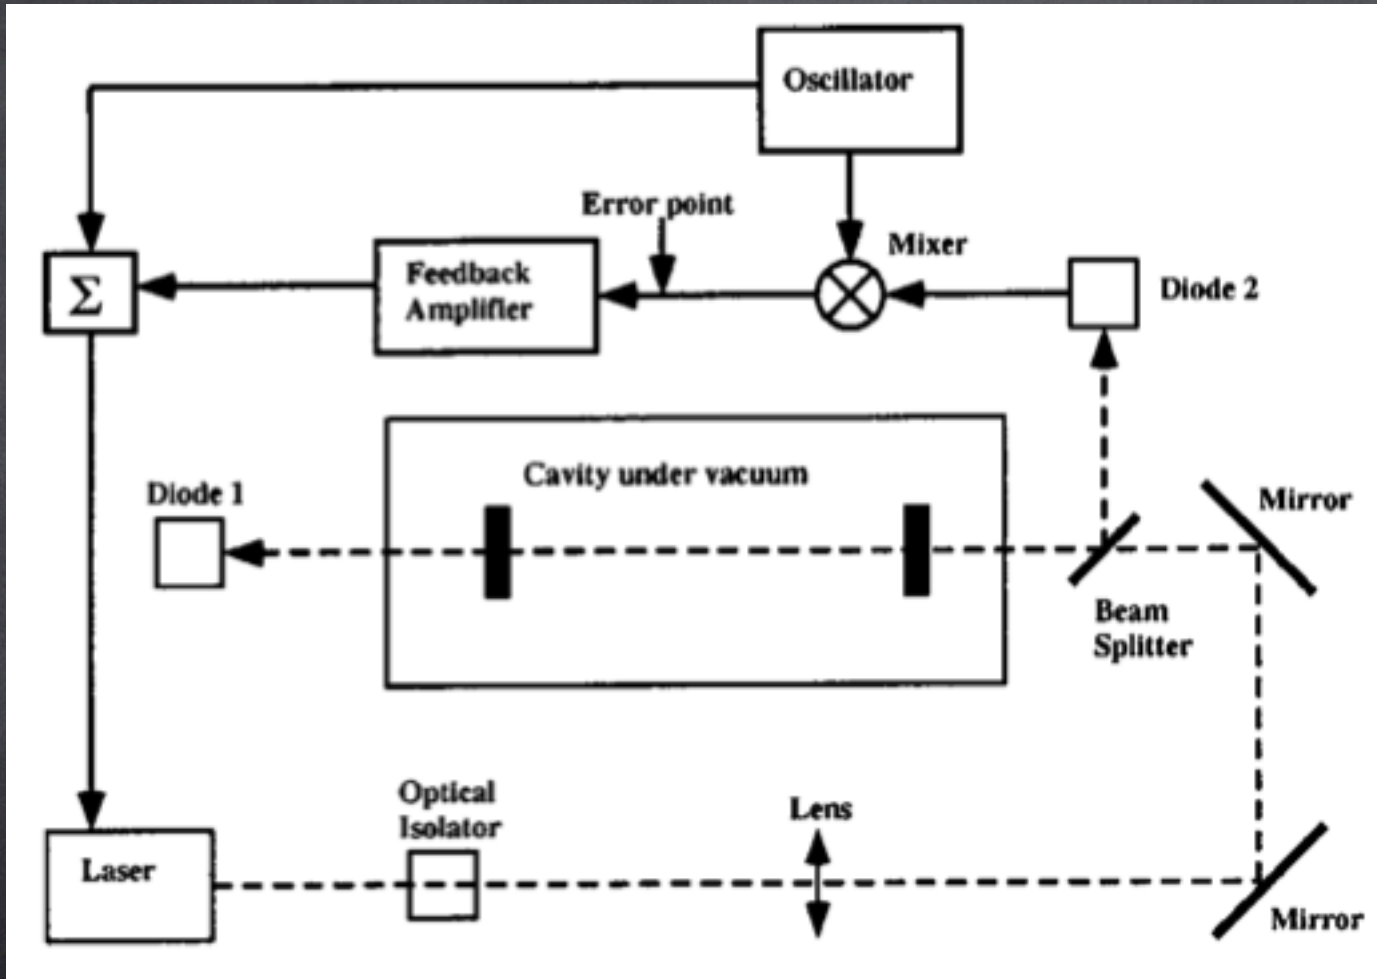 Oscillator
Error point
Mixer
Σ
Feedback
Amplifier
Diode 2
Cavity under vacuum
Diode 1
Mirror
Beam
Splitter
Optical
Isolator
Lens
Laser
Mirror